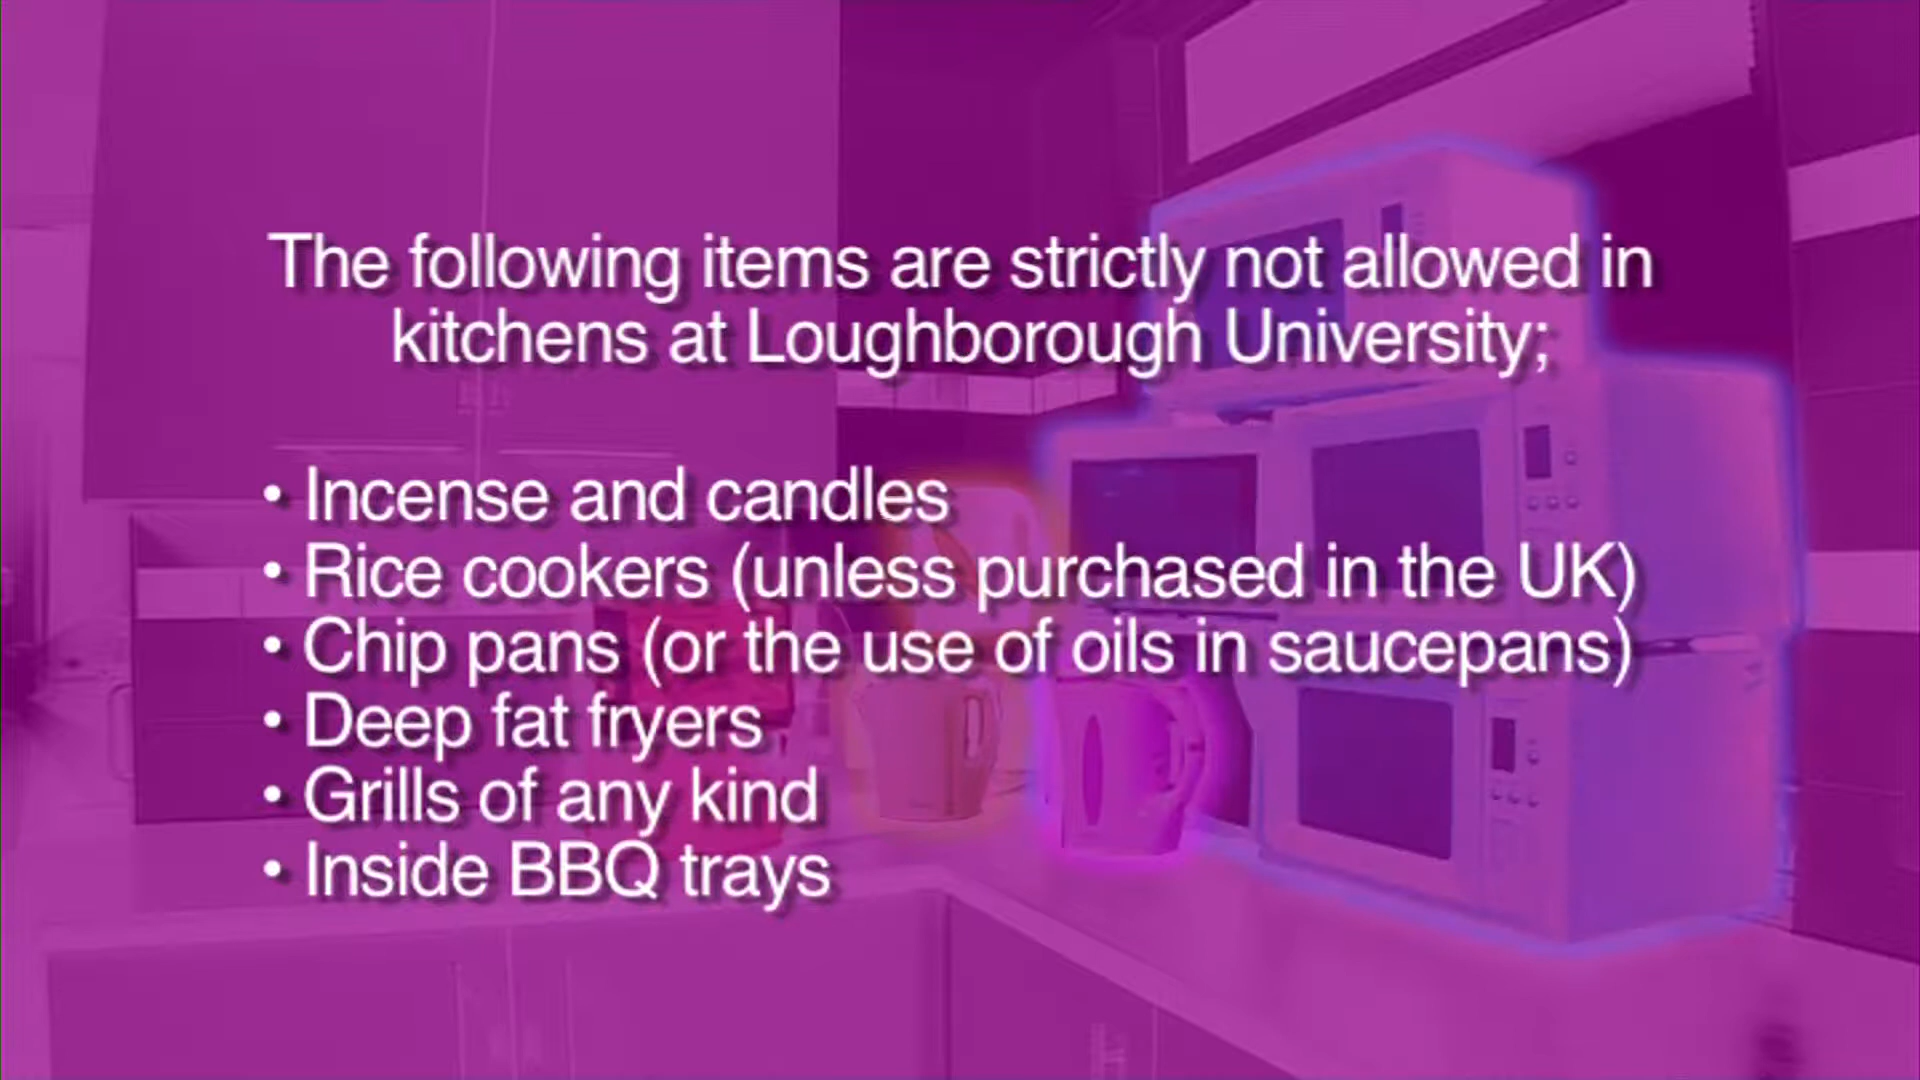 The following items are strictly not allowed in
kitchens at Loughborough University;
• Incense and candles
• Rice cookers (unless purchased in the UK)
• Chip pans (or the use of oils in saucepans)
• Deep fat fryers
• Grills of any kind
• Inside BBQ trays